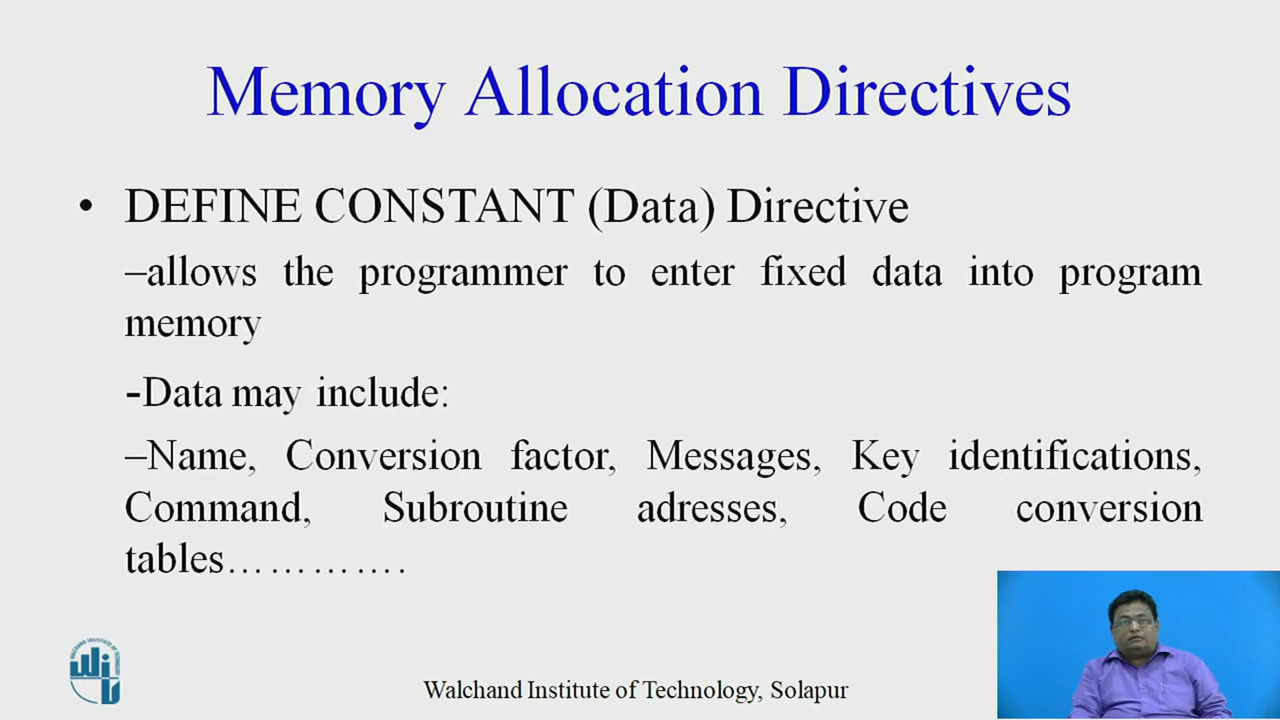 Memory Allocation Directives
• DEFINE CONSTANT (Data) Directive
–allows the programmer to enter fixed data into program
memory
-Data may include:
–Name, Conversion factor, Messages, Key identifications,
Command, Subroutine adresses, Code conversion
tables………….
Walchand Institute of Technology, Solapur